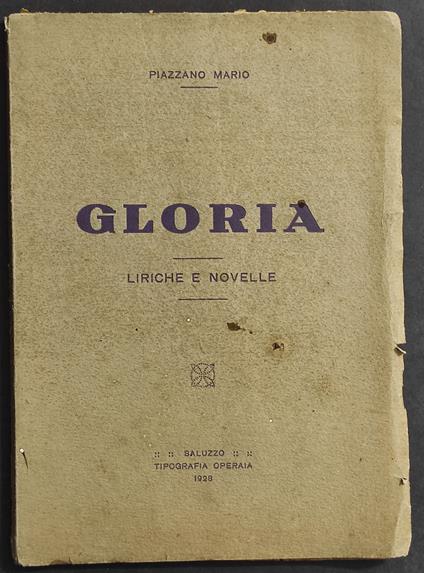 PIAZZANO MARIO
GLORIA
LIRICHE E NOVELLE
:: :: SALUZZO :: ::
TIPOGRAFIA OPERAIA
1928